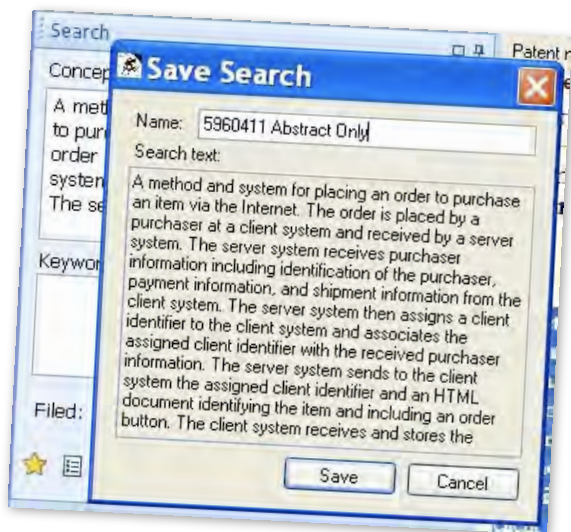 Search
Patent
Concep
Save Search
A met
to pur
order
system
The se
Name: 5960411 Abstract Only
Search text:
A method and system for placing an order to purchase
an item via the Internet. The order is placed by a
purchaser at a client system and received by a server
system. The server system receives purchaser
information including identification of the purchaser,
payment information, and shipment information from the
client system. The server system then assigns a client
identifier to the client system and associates the
assigned client identifier with the received purchaser
information. The server system sends to the client
system the assigned client identifier and an HTML
document identifying the item and including an order
button. The client system receives and stores the
Keywor
Filed:
Save
Cancel